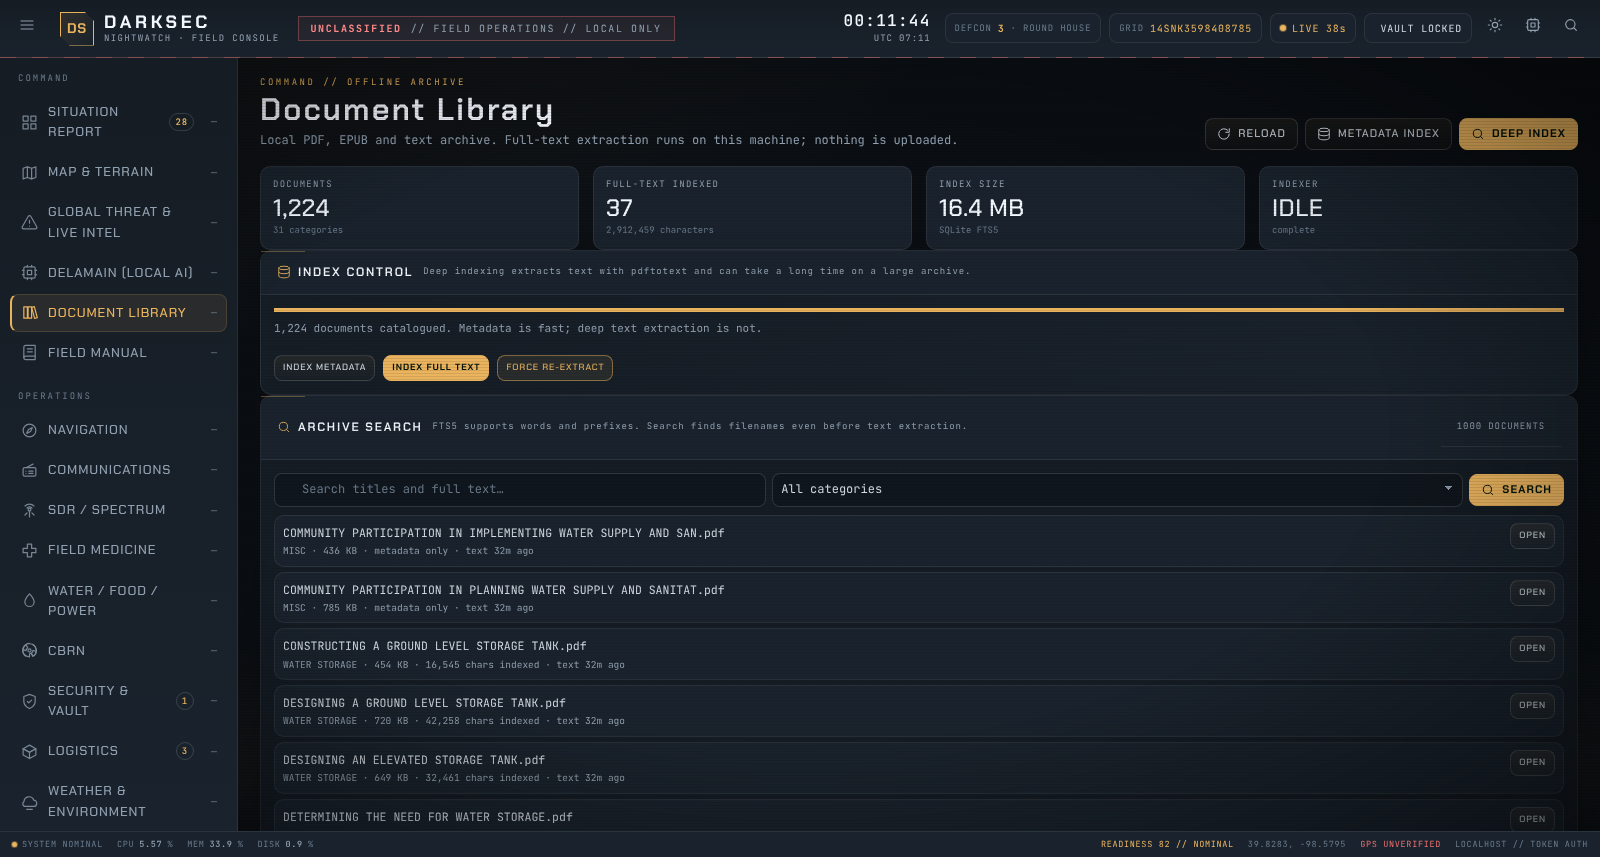 DS
DARKSEC
NIGHTWATCH · FIELD CONSOLE
UNCLASSIFIED // FIELD OPERATIONS // LOCAL ONLY
00:11:44
UTC 07:11
DEFCON 3 · ROUND HOUSE
GRID 14SNK3598408785
LIVE 38s
VAULT LOCKED
COMMAND
SITUATION
REPORT
28
—
MAP & TERRAIN
—
GLOBAL THREAT &
LIVE INTEL
—
DELAMAIN (LOCAL AI)
—
DOCUMENT LIBRARY
—
FIELD MANUAL
—
OPERATIONS
NAVIGATION
—
COMMUNICATIONS
—
SDR / SPECTRUM
—
FIELD MEDICINE
—
WATER / FOOD /
POWER
—
CBRN
—
SECURITY &
VAULT
1
—
LOGISTICS
3
—
WEATHER &
ENVIRONMENT
—
COMMAND // OFFLINE ARCHIVE
Document Library
Local PDF, EPUB and text archive. Full-text extraction runs on this machine; nothing is uploaded.
RELOAD
METADATA INDEX
DEEP INDEX
DOCUMENTS
1,224
31 categories
FULL-TEXT INDEXED
37
2,912,459 characters
INDEX SIZE
16.4 MB
SQLite FTS5
INDEXER
IDLE
complete
INDEX CONTROL Deep indexing extracts text with pdftotext and can take a long time on a large archive.
1,224 documents catalogued. Metadata is fast; deep text extraction is not.
INDEX METADATA
INDEX FULL TEXT
FORCE RE-EXTRACT
ARCHIVE SEARCH FTS5 supports words and prefixes. Search finds filenames even before text extraction.
1000 DOCUMENTS
Search titles and full text…
All categories
SEARCH
COMMUNITY PARTICIPATION IN IMPLEMENTING WATER SUPPLY AND SAN.pdf
MISC · 436 KB · metadata only · text 32m ago
OPEN
COMMUNITY PARTICIPATION IN PLANNING WATER SUPPLY AND SANITAT.pdf
MISC · 785 KB · metadata only · text 32m ago
OPEN
CONSTRUCTING A GROUND LEVEL STORAGE TANK.pdf
WATER STORAGE · 454 KB · 16,545 chars indexed · text 32m ago
OPEN
DESIGNING A GROUND LEVEL STORAGE TANK.pdf
WATER STORAGE · 720 KB · 42,258 chars indexed · text 32m ago
OPEN
DESIGNING AN ELEVATED STORAGE TANK.pdf
WATER STORAGE · 649 KB · 32,461 chars indexed · text 32m ago
OPEN
DETERMINING THE NEED FOR WATER STORAGE.pdf
OPEN
SYSTEM NOMINAL CPU 5.57 % MEM 33.9 % DISK 0.9 %
READINESS 82 // NOMINAL 39.8283, -98.5795 GPS UNVERIFIED LOCALHOST // TOKEN AUTH